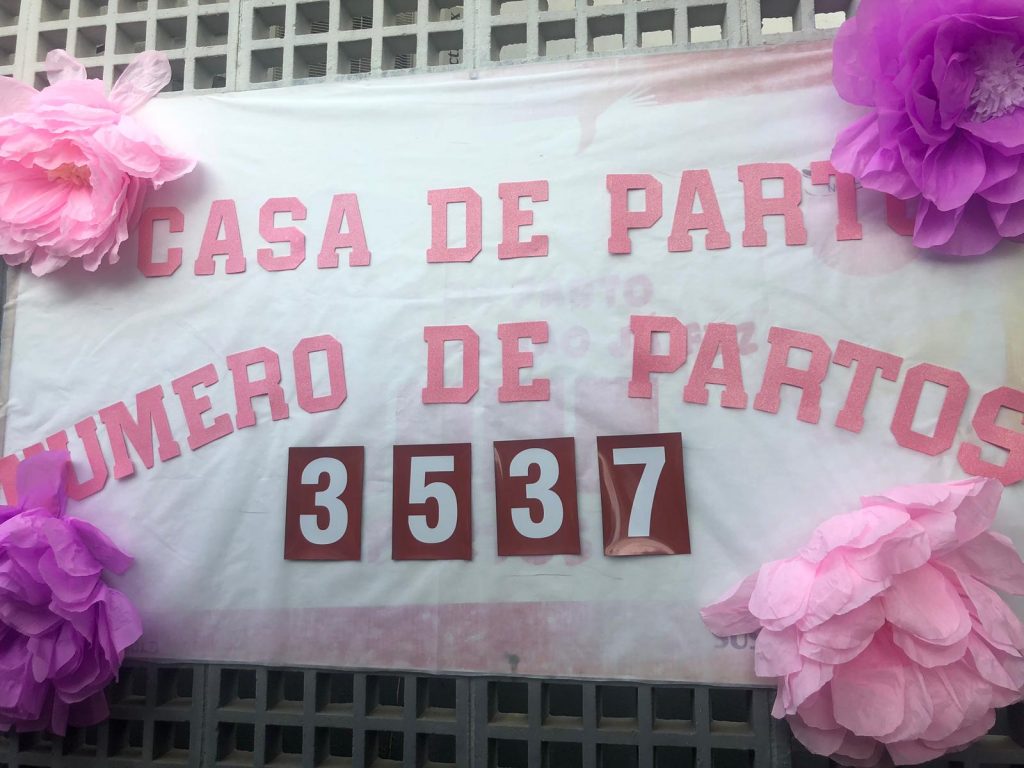 CASA DE PARTO
NUMERO DE PARTOS
3537